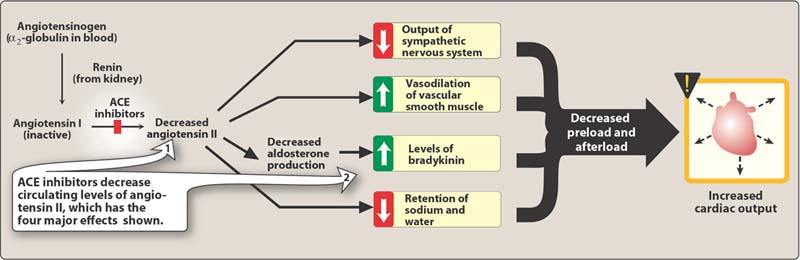 Angiotensinogen
(α2-globulin in blood)
Renin
(from kidney)
ACE
inhibitors
Angiotensin I
(inactive)
Decreased
angiotensin II
1
ACE inhibitors decrease
circulating levels of angio-
tensin II, which has the
four major effects shown.
Decreased
aldosterone
production
2
Output of
sympathetic
nervous system
Vasodilation
of vascular
smooth muscle
Levels of
bradykinin
Retention of
sodium and
water
Decreased
preload and
afterload
!
Increased
cardiac output